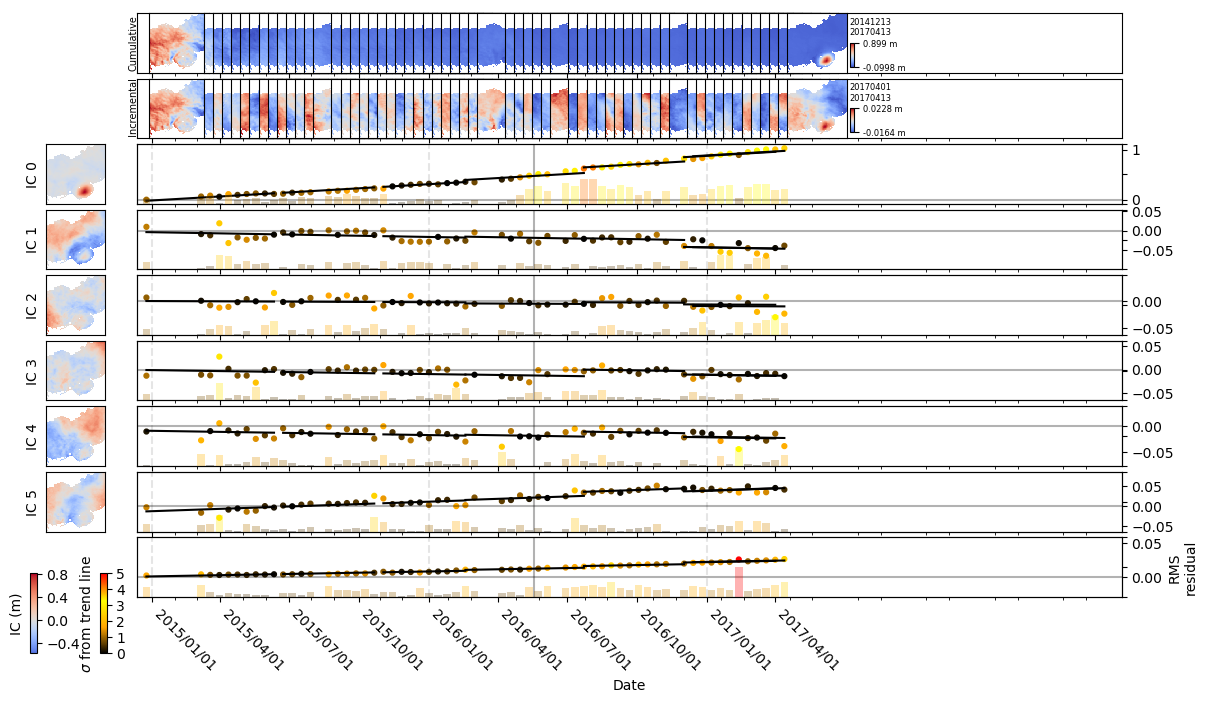 Cumulative
20141213
20170413
0.899 m
-0.0998 m
Incremental
20170401
20170413
0.0228 m
-0.0164 m
IC 0
1
0
IC 1
0.05
0.00
−0.05
IC 2
0.00
−0.05
IC 3
0.05
0.00
−0.05
IC 4
0.00
−0.05
IC 5
0.05
0.00
−0.05
0.05
0.00
RMS
residual
IC (m)
0.8
0.4
0.0
−0.4
σ from trend line
5
4
3
2
1
0
2015/01/01
2015/04/01
2015/07/01
2015/10/01
2016/01/01
2016/04/01
2016/07/01
2016/10/01
2017/01/01
2017/04/01
Date